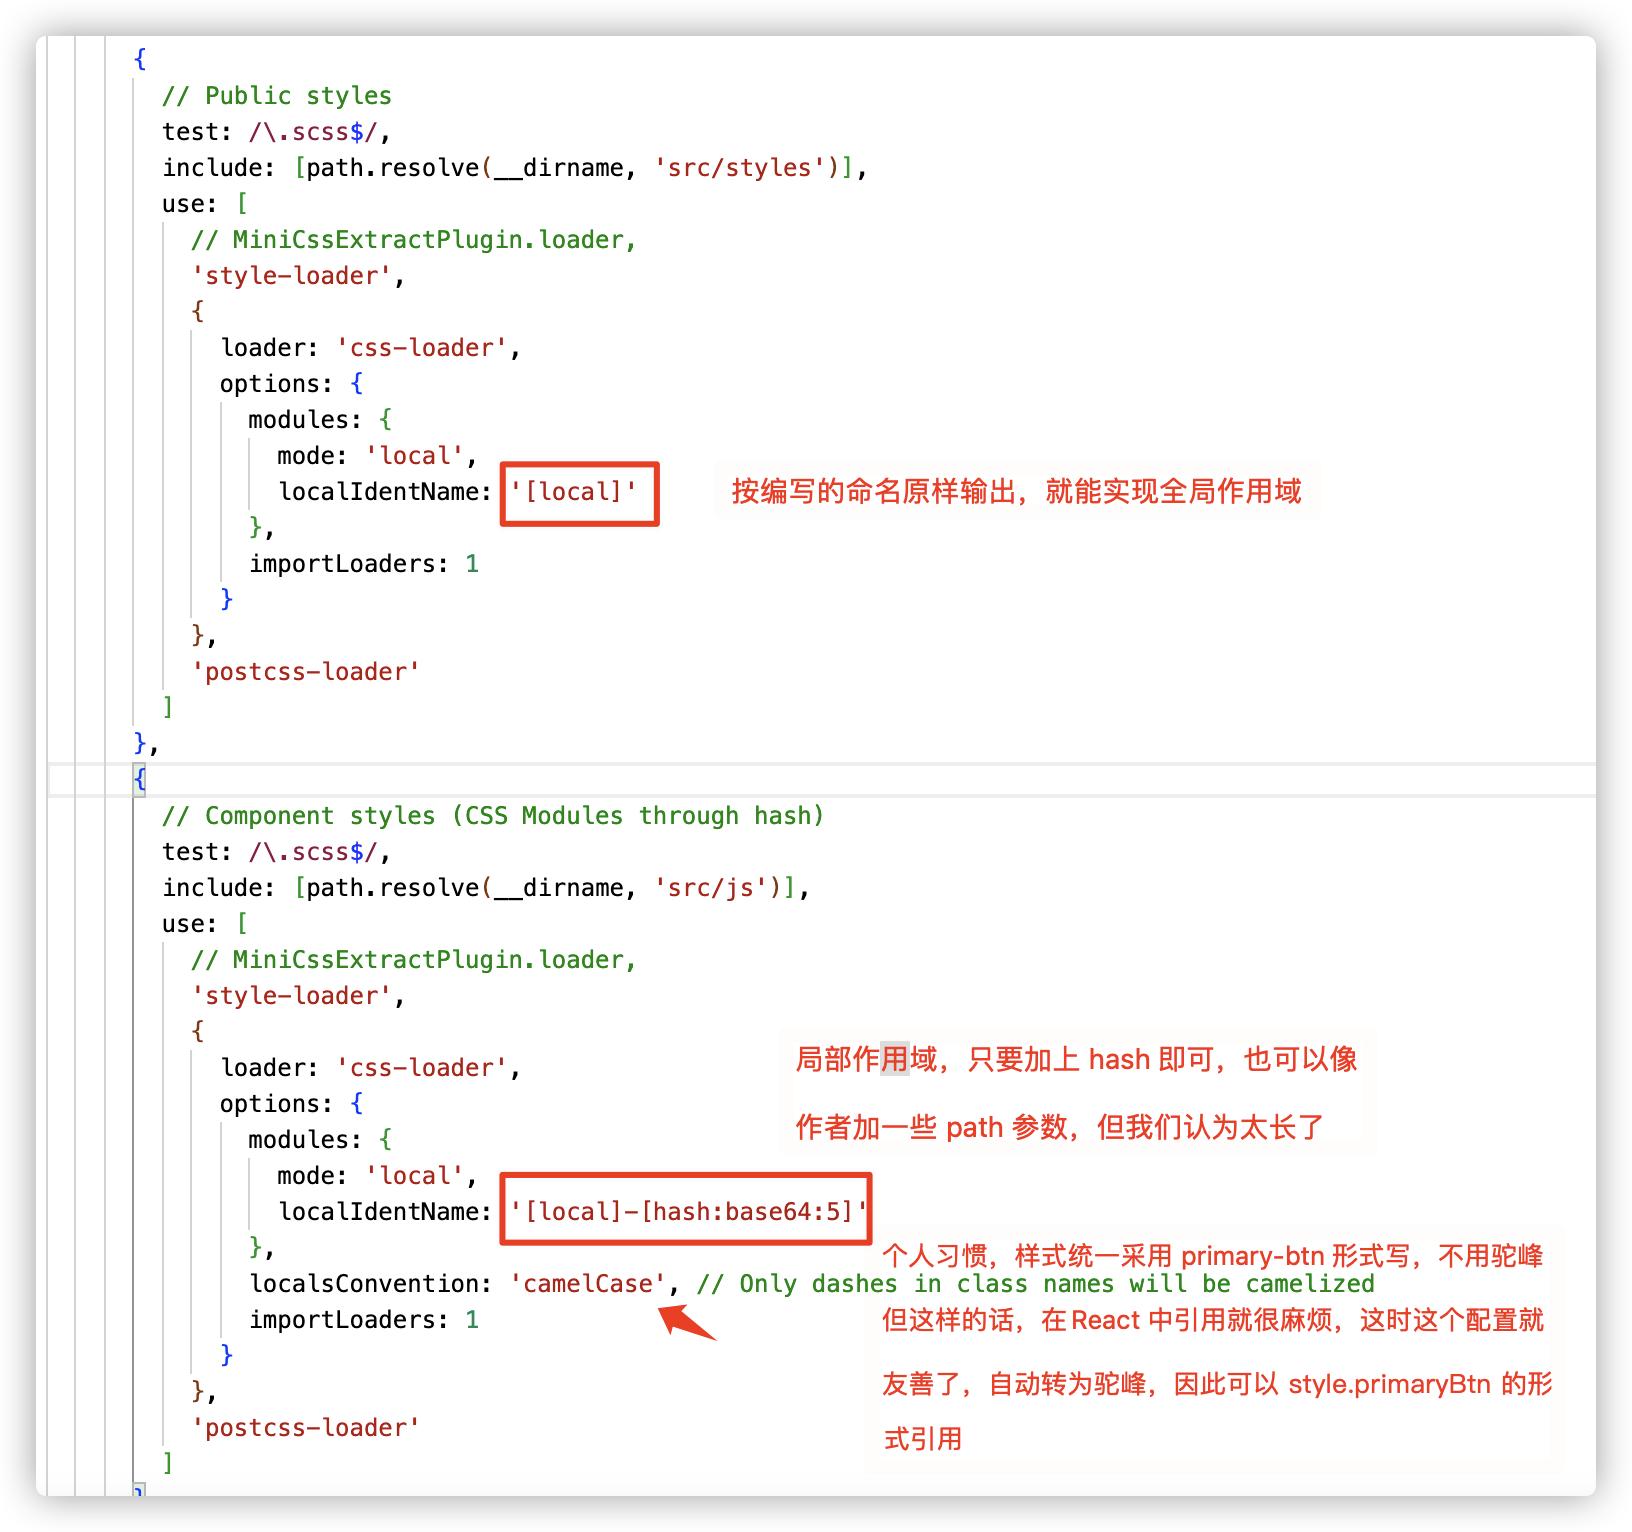 {
// Public styles
test: /\.scss$/,
include: [path.resolve(__dirname, 'src/styles')],
use: [
// MiniCssExtractPlugin.loader,
'style-loader',
{
loader: 'css-loader',
options: {
modules: {
mode: 'local',
localIdentName: '[local]' 按编写的命名原样输出，就能实现全局作用域
},
importLoaders: 1
}
},
'postcss-loader'
]
},
{
// Component styles (CSS Modules through hash)
test: /\.scss$/,
include: [path.resolve(__dirname, 'src/js')],
use: [
// MiniCssExtractPlugin.loader,
'style-loader',
{
loader: 'css-loader',
局部作用域，只要加上 hash 即可，也可以像
options: {
作者加一些 path 参数，但我们认为太长了
modules: {
mode: 'local',
localIdentName: '[local]-[hash:base64:5]'
},
个人习惯，样式统一采用 primary-btn 形式写，不用驼峰
localsConvention: 'camelCase', // Only dashes in class names will be camelized
importLoaders: 1
但这样的话，在React 中引用就很麻烦，这时这个配置就
}
友善了，自动转为驼峰，因此可以 style.primaryBtn 的形
},
'postcss-loader'
式引用
]
}